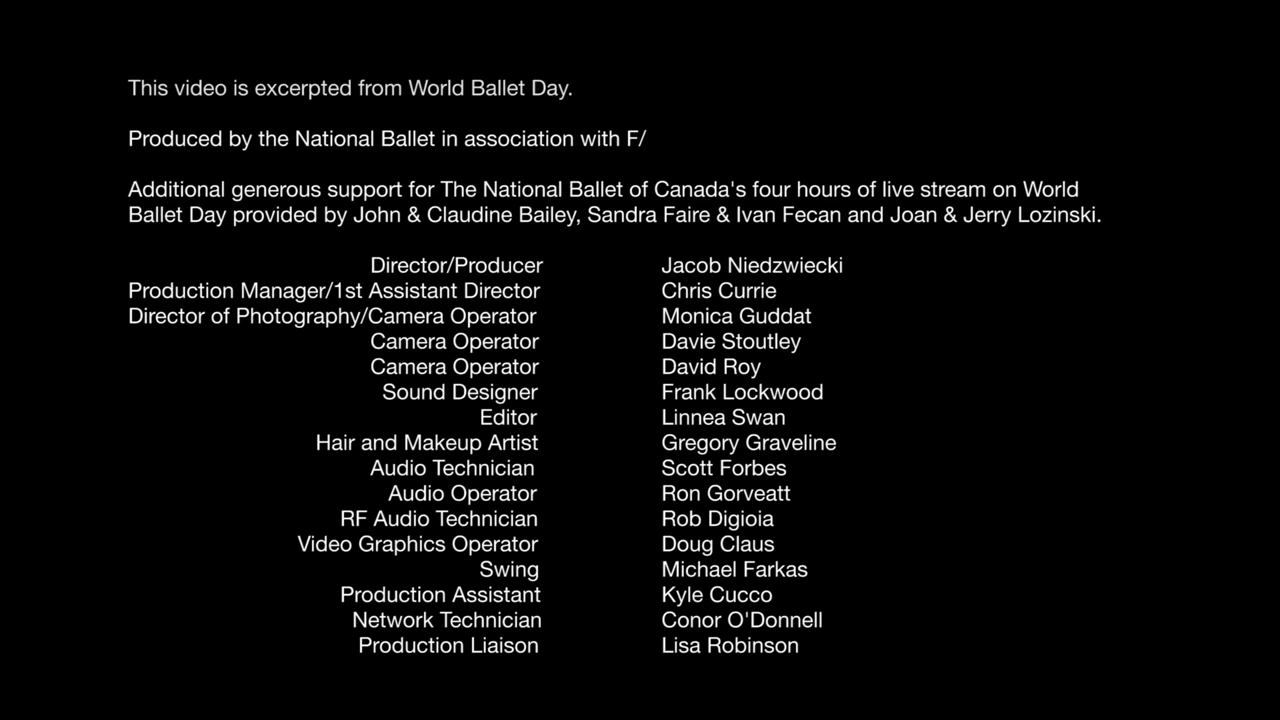 This video is excerpted from World Ballet Day.
Produced by the National Ballet in association with F/
Additional generous support for The National Ballet of Canada's four hours of live stream on World
Ballet Day provided by John & Claudine Bailey, Sandra Faire & Ivan Fecan and Joan & Jerry Lozinski.
Director/Producer Jacob Niedzwiecki
Production Manager/1st Assistant Director Chris Currie
Director of Photography/Camera Operator Monica Guddat
Camera Operator Davie Stoutley
Camera Operator David Roy
Sound Designer Frank Lockwood
Editor Linnea Swan
Hair and Makeup Artist Gregory Graveline
Audio Technician Scott Forbes
Audio Operator Ron Gorveatt
RF Audio Technician Rob Digioia
Video Graphics Operator Doug Claus
Swing Michael Farkas
Production Assistant Kyle Cucco
Network Technician Conor O'Donnell
Production Liaison Lisa Robinson